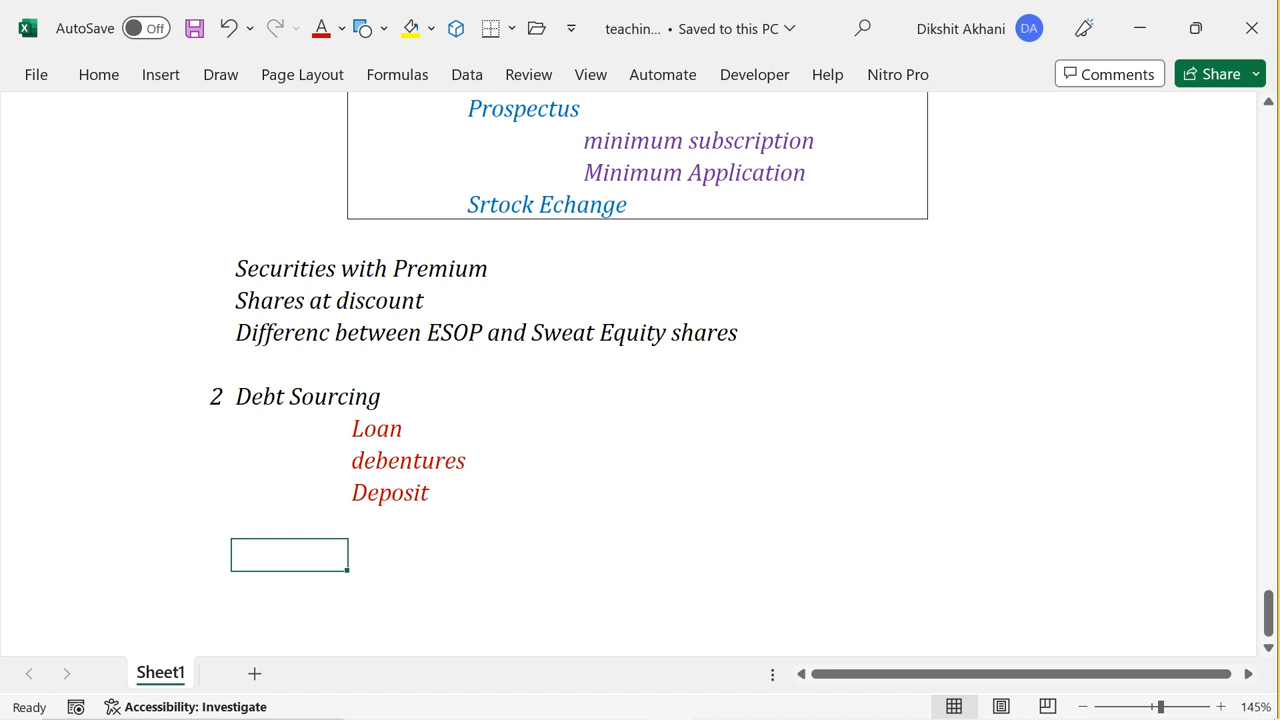 AutoSave Off teachin... • Saved to this PC Dikshit Akhani DA
File Home Insert Draw Page Layout Formulas Data Review View Automate Developer Help Nitro Pro Comments Share
Prospectus
minimum subscription
Minimum Application
Srtock Echange
Securities with Premium
Shares at discount
Differenc between ESOP and Sweat Equity shares
2 Debt Sourcing
Loan
debentures
Deposit
Sheet1
Ready Accessibility: Investigate 145%